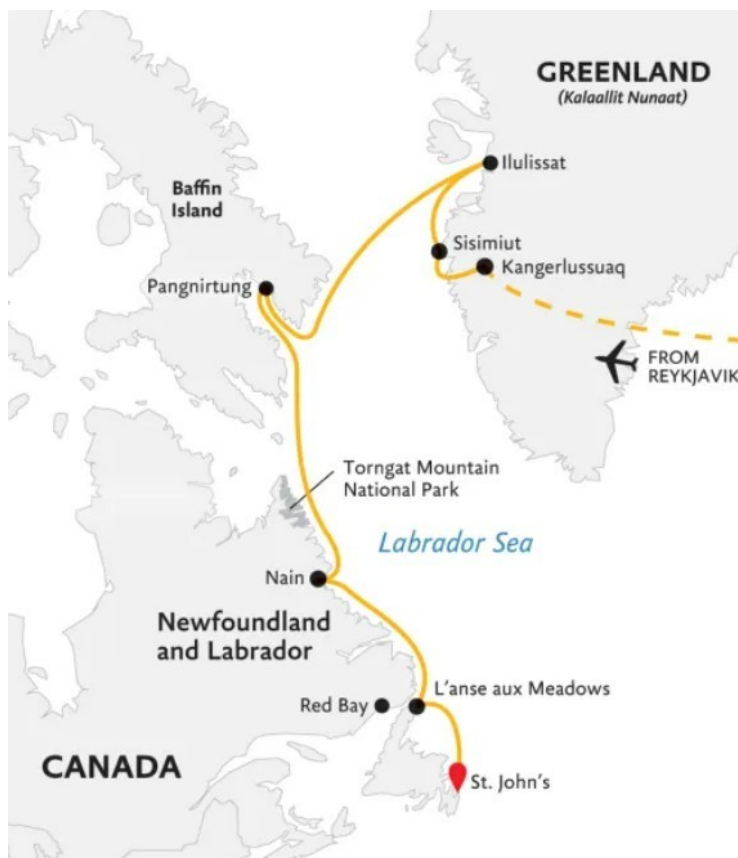 GREENLAND
(Kalaallit Nunaat)
Ilulissat
Baffin
Island
Sisimiut
Kangerlussuaq
Pangnirtung
FROM
REYKJAVIK
Torngat Mountain
National Park
Labrador Sea
Nain
Newfoundland
and Labrador
L'anse aux Meadows
Red Bay
CANADA
St. John's